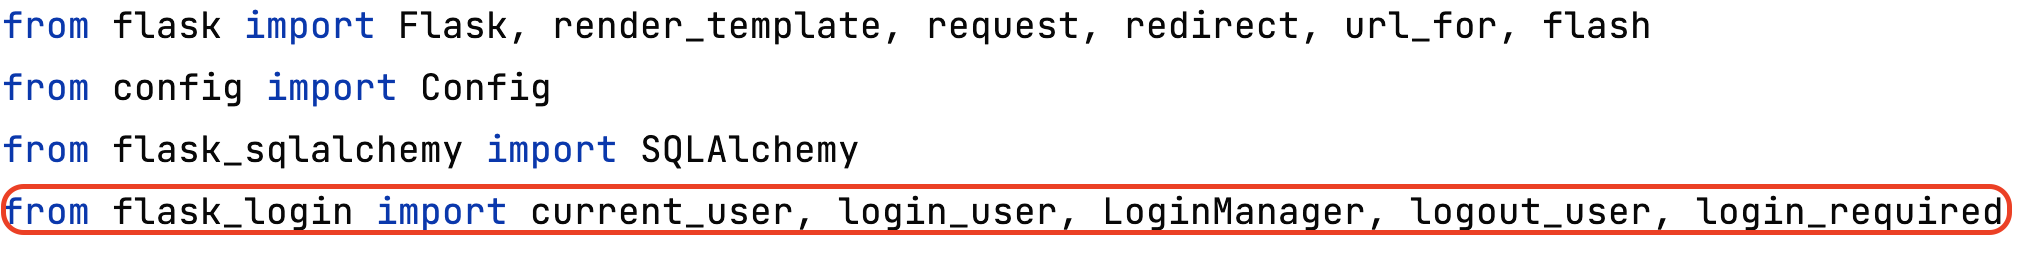 from flask import Flask, render_template, request, redirect, url_for, flash
from config import Config
from flask_sqlalchemy import SQLAlchemy
from flask_login import current_user, login_user, LoginManager, logout_user, login_required